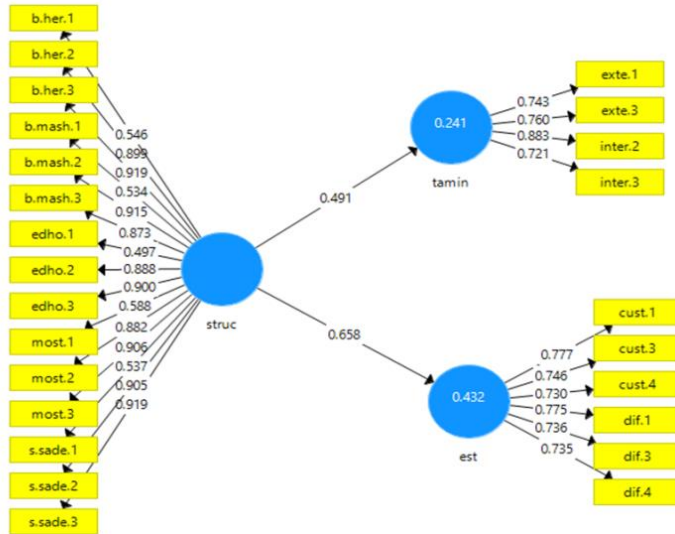 b.her.1
b.her.2
b.her.3
b.mash.1
b.mash.2
b.mash.3
edho.1
edho.2
edho.3
most.1
most.2
most.3
s.sade.1
s.sade.2
s.sade.3
0.546
0.899
0.919
0.534
0.915
0.873
0.497
0.888
0.900
0.588
0.882
0.906
0.537
0.905
0.919
struc
0.491
0.658
0.241
tamin
0.743
0.760
0.883
0.721
exte.1
exte.3
inter.2
inter.3
0.432
est
0.777
0.746
0.730
0.775
0.736
0.735
cust.1
cust.3
cust.4
dif.1
dif.3
dif.4